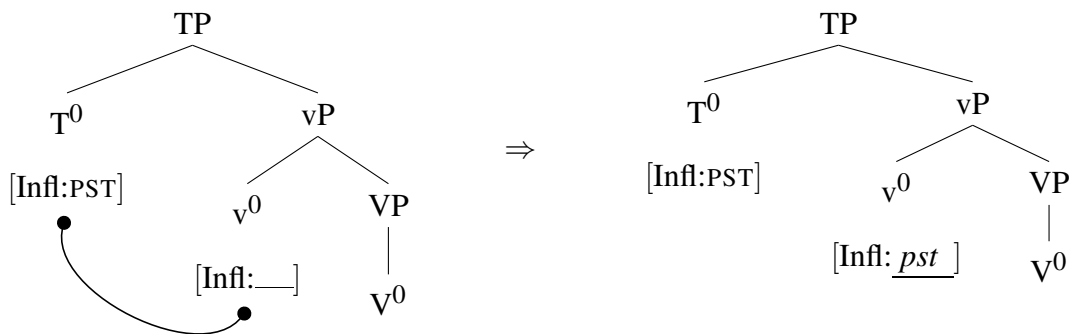 TP TP
T⁰ vP T⁰ vP
⇒
[Infl:PST] v⁰ VP [Infl:PST] v⁰ VP
[Infl:__] V⁰ [Infl: pst ] V⁰